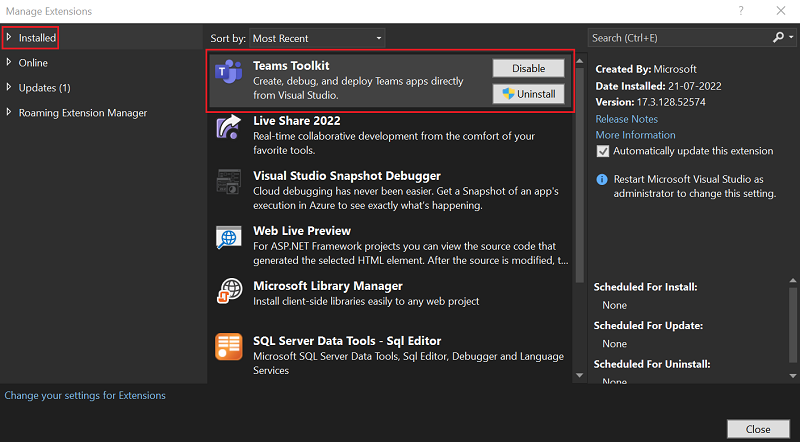 Manage Extensions
? ×
Installed
Online
Updates (1)
Roaming Extension Manager
Sort by: Most Recent
Teams Toolkit
Create, debug, and deploy Teams apps directly
from Visual Studio.
Disable
Uninstall
Live Share 2022
Real-time collaborative development from the comfort of your
favorite tools.
Visual Studio Snapshot Debugger
Cloud debugging has never been easier. Get a Snapshot of an app's
execution in Azure to see exactly what's happening.
Web Live Preview
For ASP.NET Framework projects you can view the source code that
generated the selected HTML element. After the source is modified, t...
Microsoft Library Manager
Install client-side libraries easily to any web project
SQL Server Data Tools - Sql Editor
Microsoft SQL Server Data Tools, Sql Editor, Debugger and Language
Services
Search (Ctrl+E)
Created By: Microsoft
Date Installed: 21-07-2022
Version: 17.3.128.52574
Release Notes
More Information
Automatically update this extension
Restart Microsoft Visual Studio as
administrator to change this setting.
Scheduled For Install:
None
Scheduled For Update:
None
Scheduled For Uninstall:
None
Change your settings for Extensions
Close